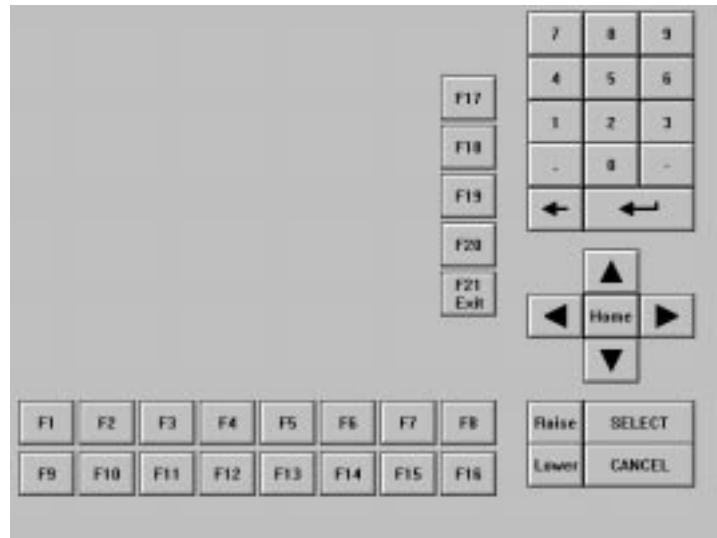 7 8 9
4 5 6
1 2 3
. 0 -
F17
F18
F19
F20
F21
Exit
Home
F1 F2 F3 F4 F5 F6 F7 F8
F9 F10 F11 F12 F13 F14 F15 F16
Raise SELECT
Lower CANCEL